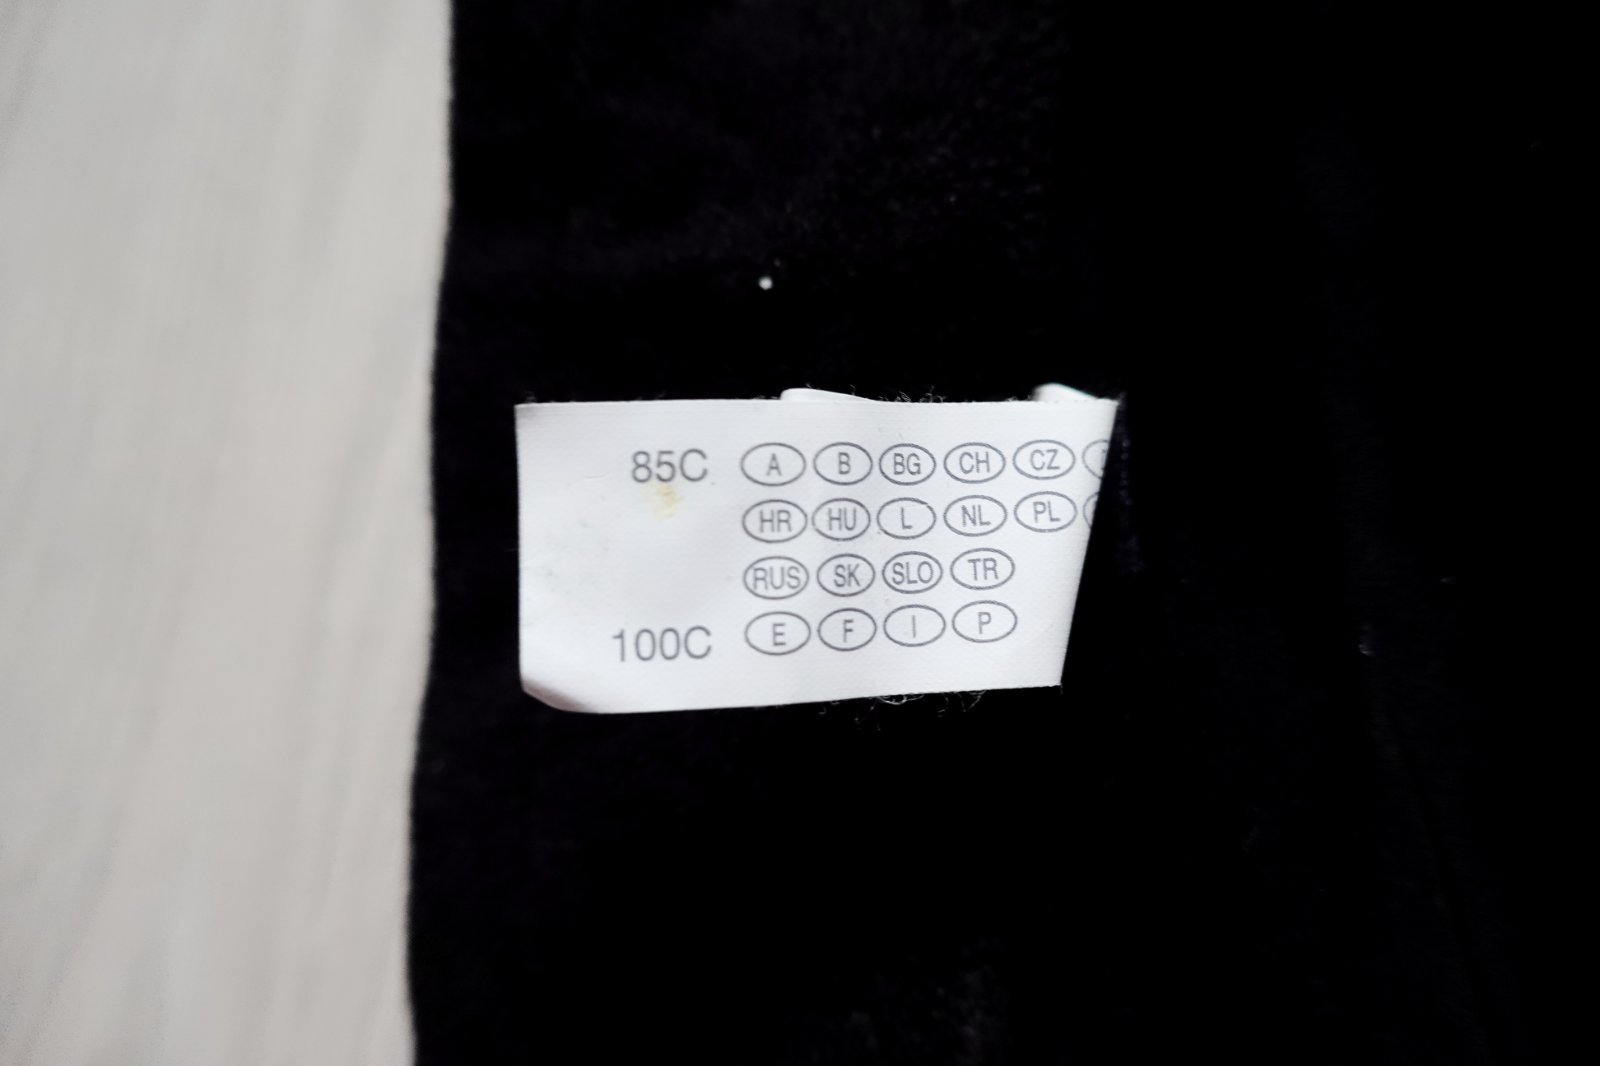 85C A B BG CH CZ
HR HU L NL PL
RUS SK SLO TR
100C E F I P